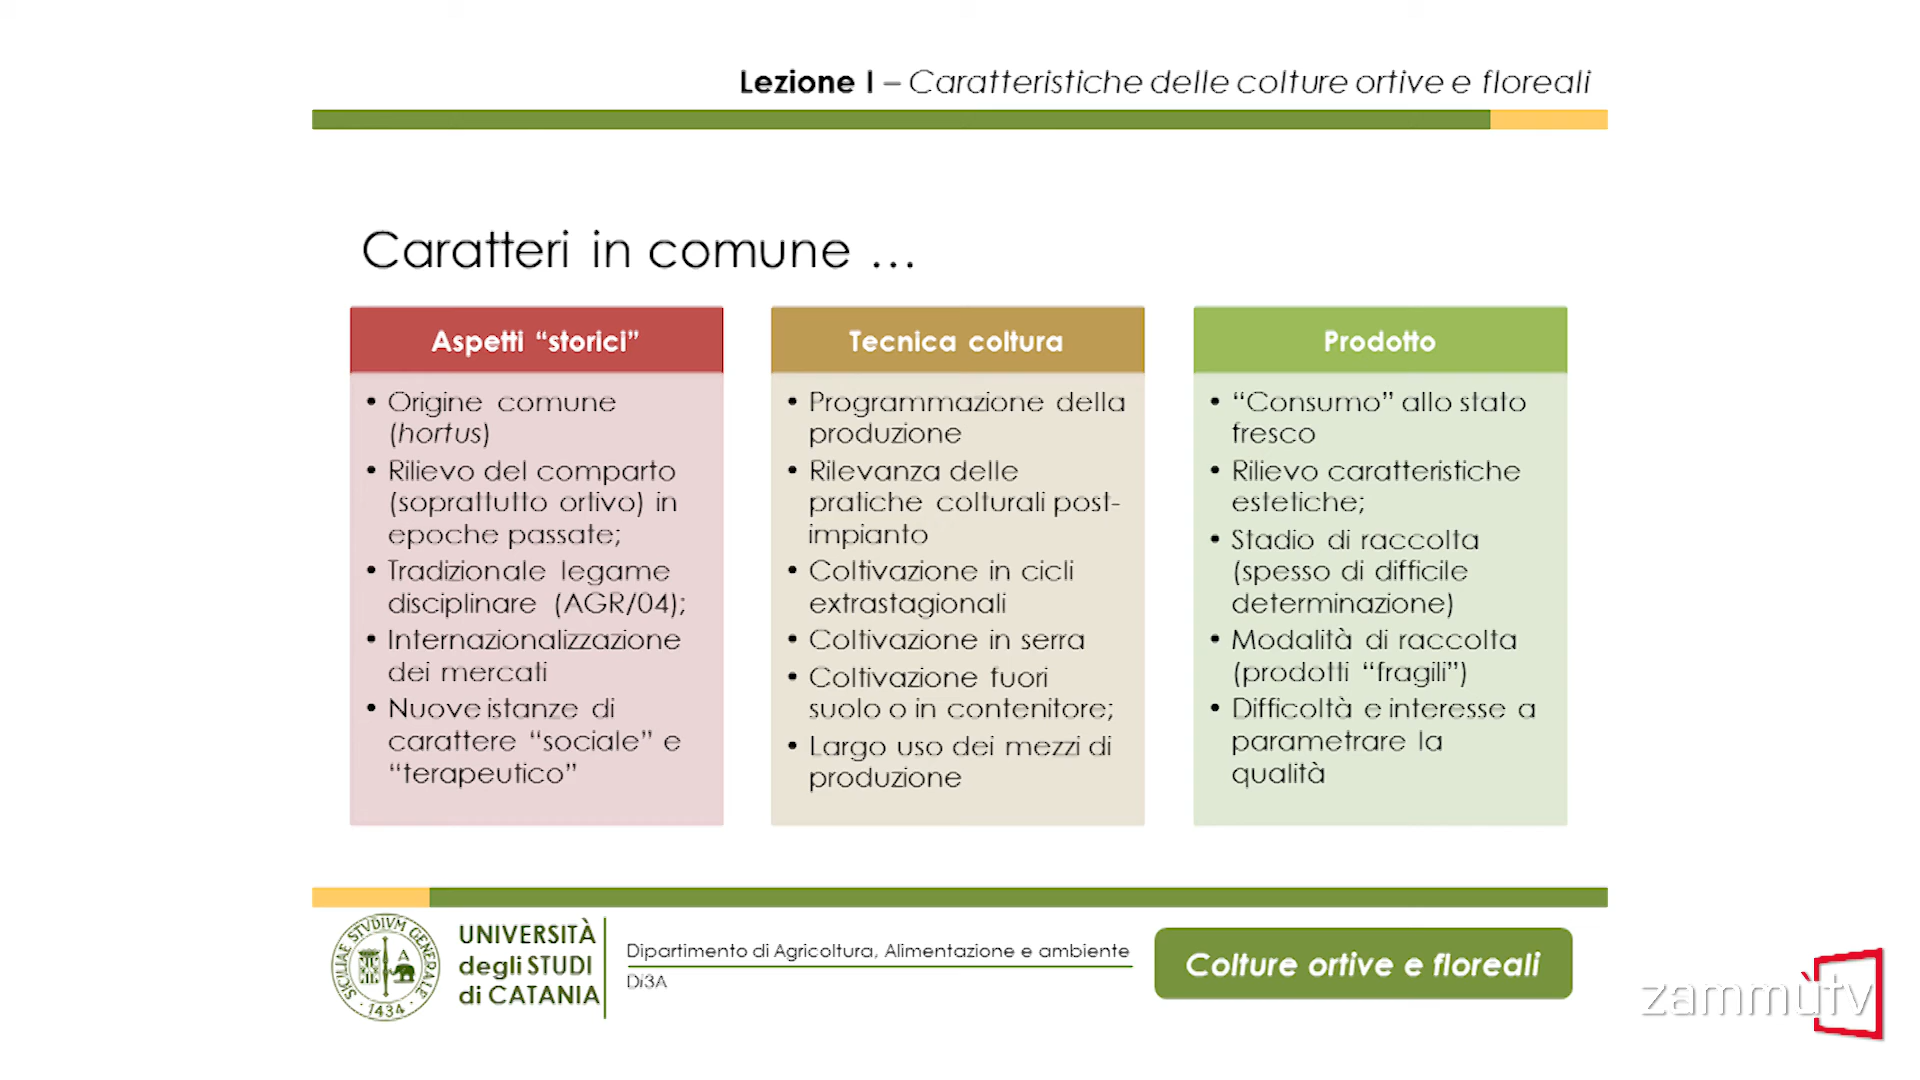 Lezione I – Caratteristiche delle colture ortive e floreali
Caratteri in comune …
Aspetti “storici”
• Origine comune
(hortus)
• Rilievo del comparto
(soprattutto ortivo) in
epoche passate;
• Tradizionale legame
disciplinare (AGR/04);
• Internazionalizzazione
dei mercati
• Nuove istanze di
carattere “sociale” e
“terapeutico”
Tecnica coltura
• Programmazione della
produzione
• Rilevanza delle
pratiche colturali post-
impianto
• Coltivazione in cicli
extrastagionali
• Coltivazione in serra
• Coltivazione fuori
suolo o in contenitore;
• Largo uso dei mezzi di
produzione
Prodotto
• “Consumo” allo stato
fresco
• Rilievo caratteristiche
estetiche;
• Stadio di raccolta
(spesso di difficile
determinazione)
• Modalità di raccolta
(prodotti “fragili”)
• Difficoltà e interesse a
parametrare la
qualità
SICILIAE STVDIVM GENERALE
A
1434
UNIVERSITÀ
degli STUDI
di CATANIA
Dipartimento di Agricoltura, Alimentazione e ambiente
Di3A
Colture ortive e floreali
zammùtv